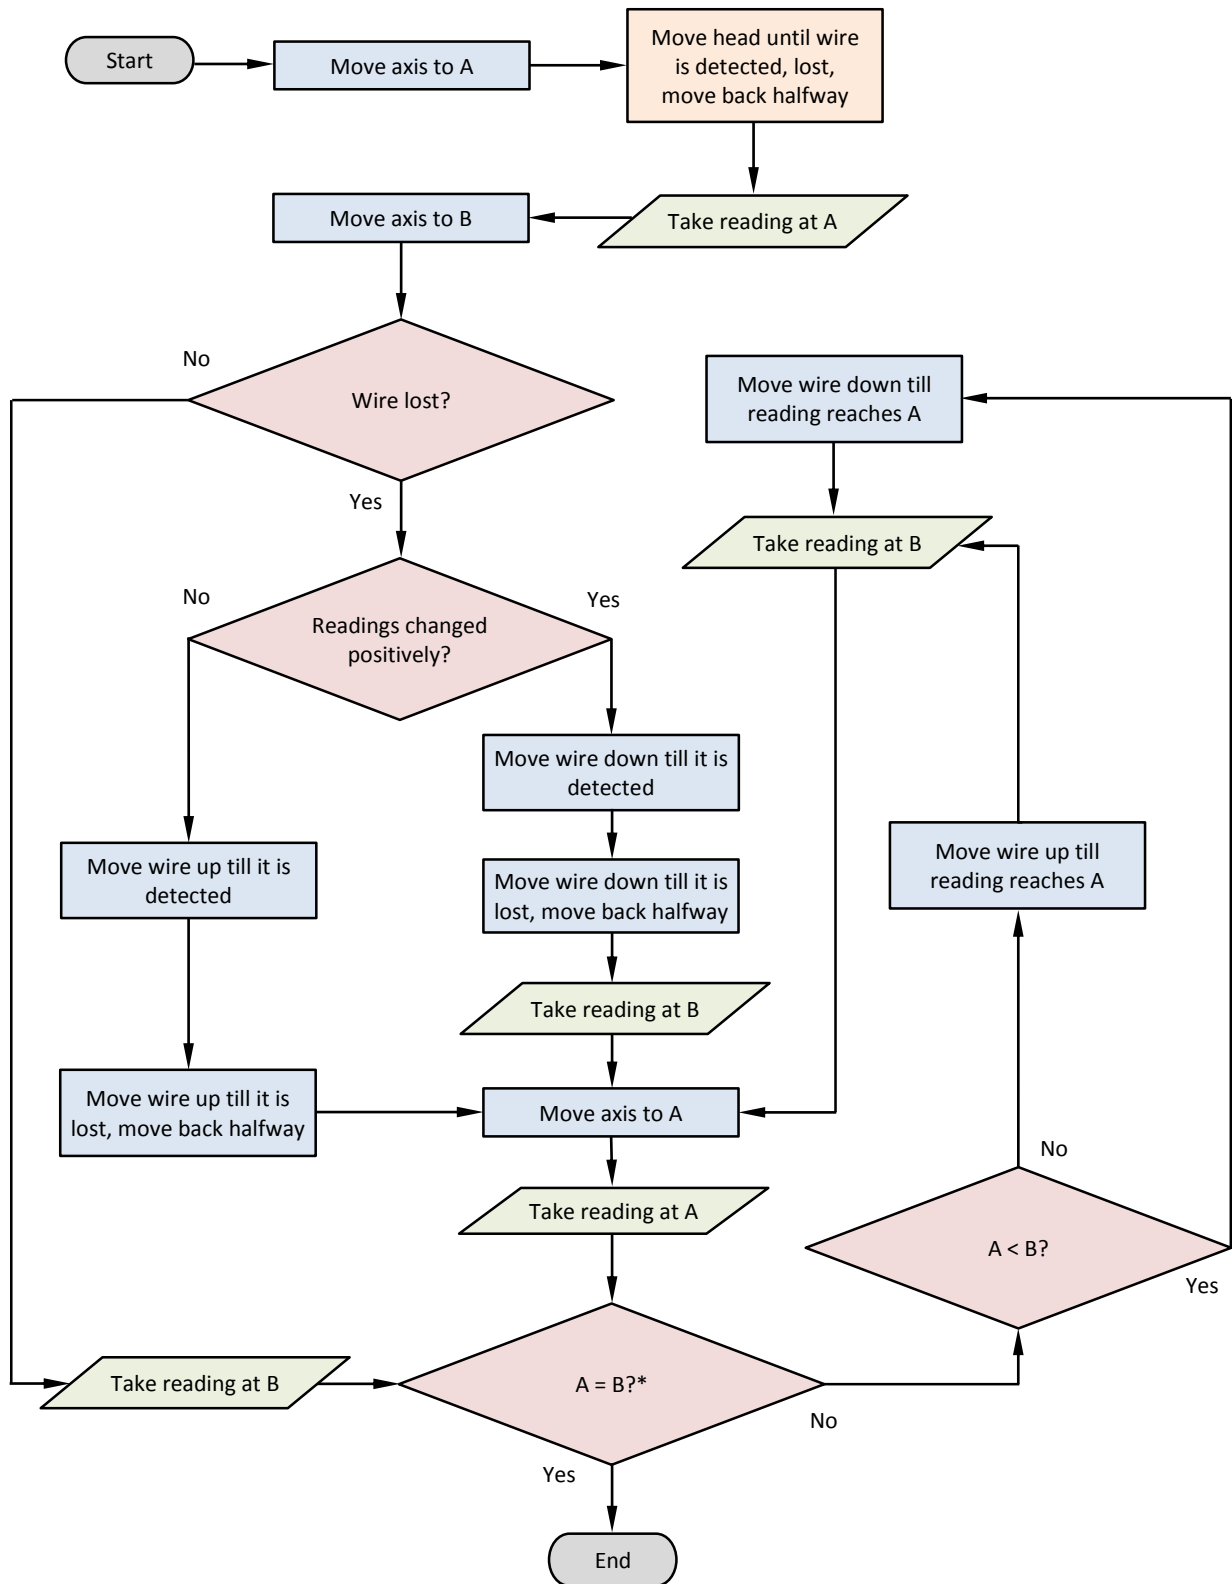 Start
Move axis to A
Move head until wire
is detected, lost,
move back halfway
Take reading at A
Move axis to B
No
Wire lost?
Yes
Move wire down till
reading reaches A
Take reading at B
No
Yes
Readings changed
positively?
Move wire down till it is
detected
Move wire up till it is
detected
Move wire down till it is
lost, move back halfway
Move wire up till
reading reaches A
Take reading at B
Move wire up till it is
lost, move back halfway
Move axis to A
No
Take reading at A
A < B?
Yes
Take reading at B
A = B?*
No
Yes
End